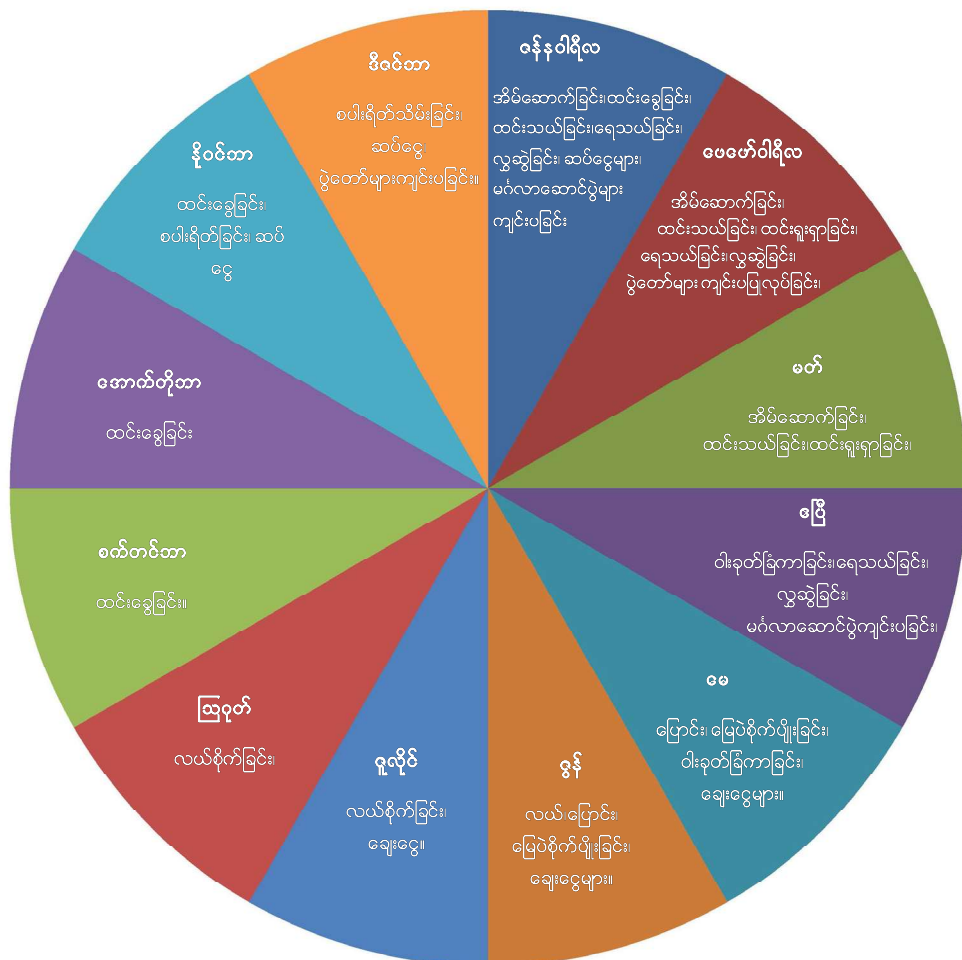 ဇန်နဝါရီလ
အိမ်ဆောက်ခြင်း၊ထင်းခွေခြင်း၊
ထင်းသယ်ခြင်း၊ရေသယ်ခြင်း၊
လွှဆွဲခြင်း၊ ဆပ်ငွေများ၊
မင်္ဂလာဆောင်ပွဲများ
ကျင်းပခြင်း
ဖေဖော်ဝါရီလ
အိမ်ဆောက်ခြင်း၊
ထင်းသယ်ခြင်း၊ ထင်းရူးရှာခြင်း၊
ရေသယ်ခြင်း၊လွှဆွဲခြင်း၊
ပွဲတော်များ ကျင်းပပြုလုပ်ခြင်း၊
မတ်
အိမ်ဆောက်ခြင်း၊
ထင်းသယ်ခြင်း၊ထင်းရူးရှာခြင်း၊
ဧပြီ
ဝါးခုတ်ခြံကာခြင်း၊ရေသယ်ခြင်း၊
လွှဆွဲခြင်း၊
မင်္ဂလာဆောင်ပွဲကျင်းပခြင်း၊
မေ
ပြောင်း၊ မြေပဲစိုက်ပျိုးခြင်း၊
ဝါးခုတ်ခြံကာခြင်း၊
ချေးငွေများ။
ဇွန်
လယ် ၊ပြောင်း၊
မြေပဲစိုက်ပျိုးခြင်း၊
ချေးငွေများ။
ဇူလိုင်
လယ်စိုက်ခြင်း၊
ချေးငွေ။
ဩဂုတ်
လယ်စိုက်ခြင်း၊
စက်တင်ဘာ
ထင်းခွေခြင်း။
အောက်တိုဘာ
ထင်းခွေခြင်း
နိုဝင်ဘာ
ထင်းခွေခြင်း၊
စပါးရိတ်ခြင်း၊ ဆပ်
ငွေ
ဒီဇင်ဘာ
စပါးရိတ်သိမ်းခြင်း၊
ဆပ်ငွေ၊
ပွဲတော်များကျင်းပခြင်း။